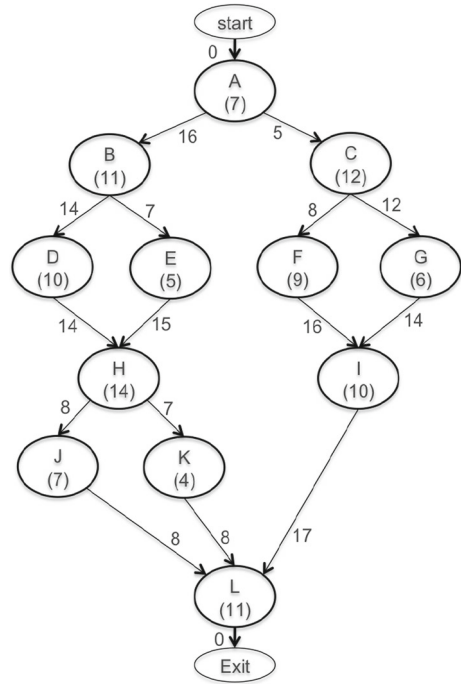 start
0
A
(7)
16 5
B C
(11) (12)
14 7 8 12
D E F G
(10) (5) (9) (6)
14 15 16 14
H I
(14) (10)
8 7
J K
(7) (4)
8 8 17
L
(11)
0
Exit